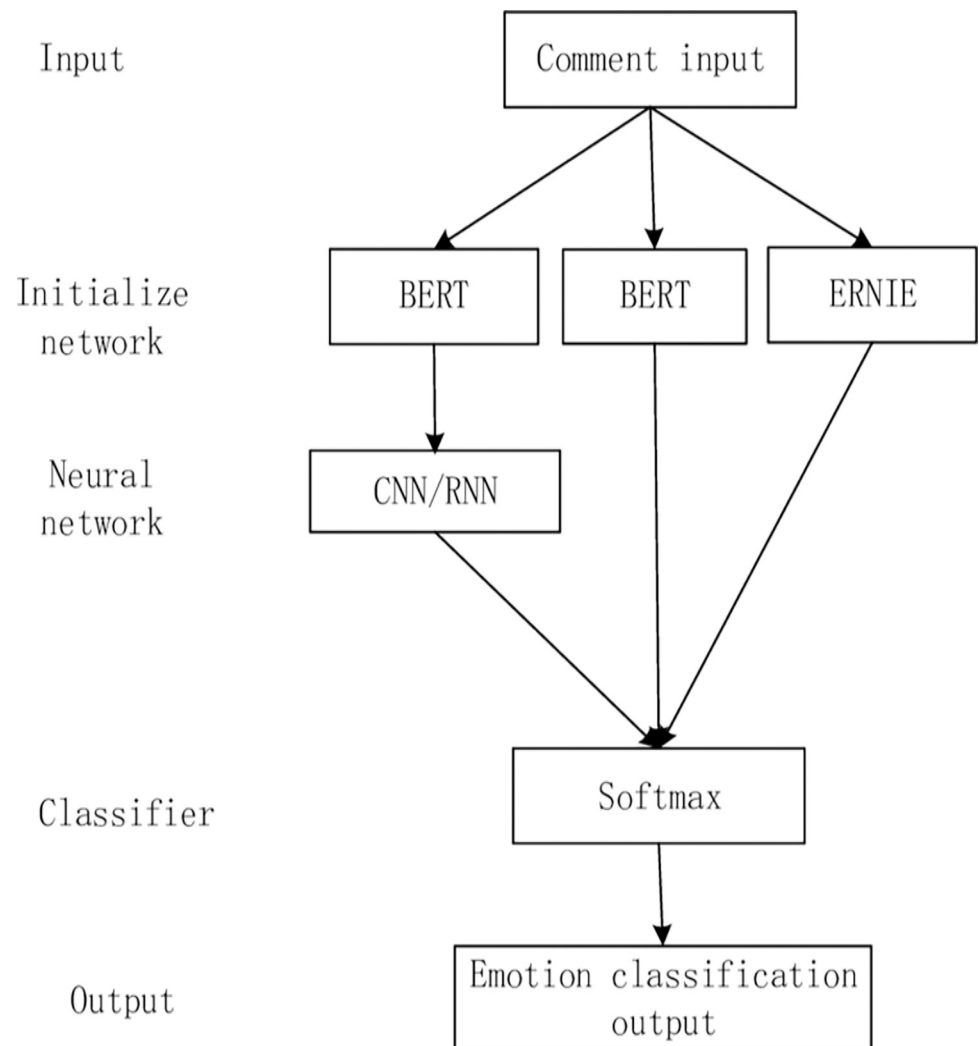 Input
Comment input
Initialize
network
BERT
BERT
ERNIE
Neural
network
CNN/RNN
Classifier
Softmax
Output
Emotion classification
output